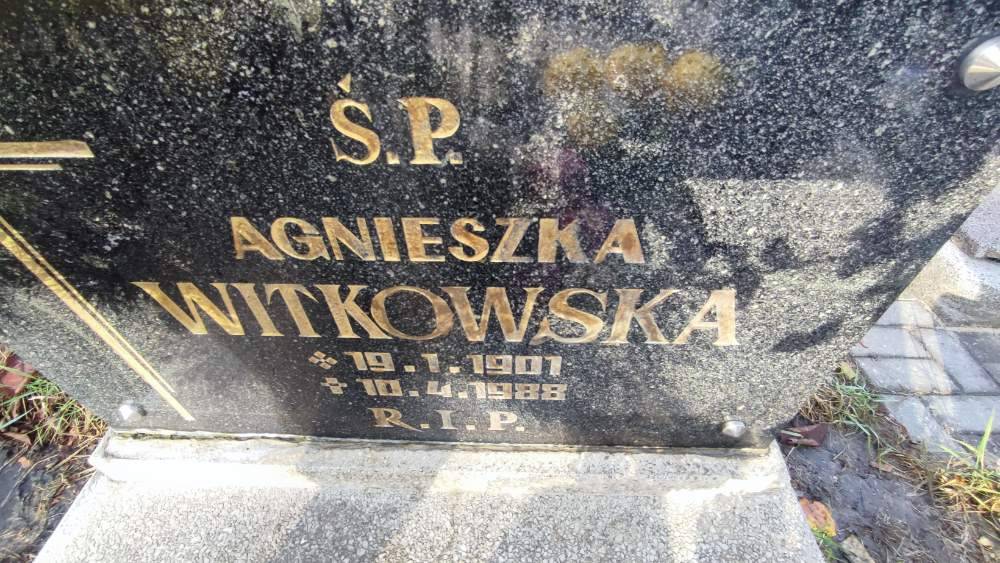 Ś.P.
AGNIESZKA
WITKOWSKA
19.1.1901
10.4.1988
R.I.P.